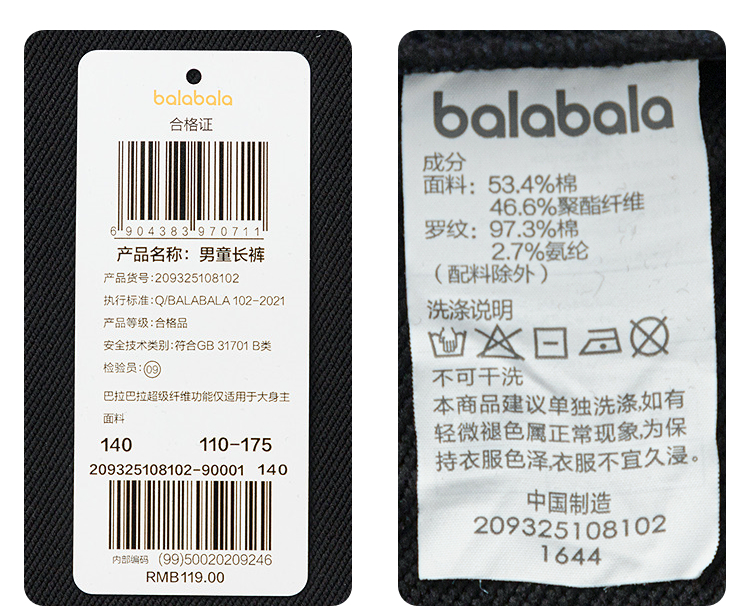 balabala
合格证
6904383970711
产品名称：男童长裤
产品货号:209325108102
执行标准:Q/BALABALA 102-2021
产品等级:合格品
安全技术类别:符合GB 31701 B类
检验员:09
巴拉巴拉超级纤维功能仅适用于大身主
面料
140 110-175
209325108102-90001 140
内部编码 (99)50020209246
RMB119.00
balabala
成分
面料：53.4%棉
46.6%聚酯纤维
罗纹：97.3%棉
2.7%氨纶
（配料除外）
洗涤说明
不可干洗
本商品建议单独洗涤,如有
轻微褪色属正常现象,为保
持衣服色泽,衣服不宜久浸。
中国制造
209325108102
1644